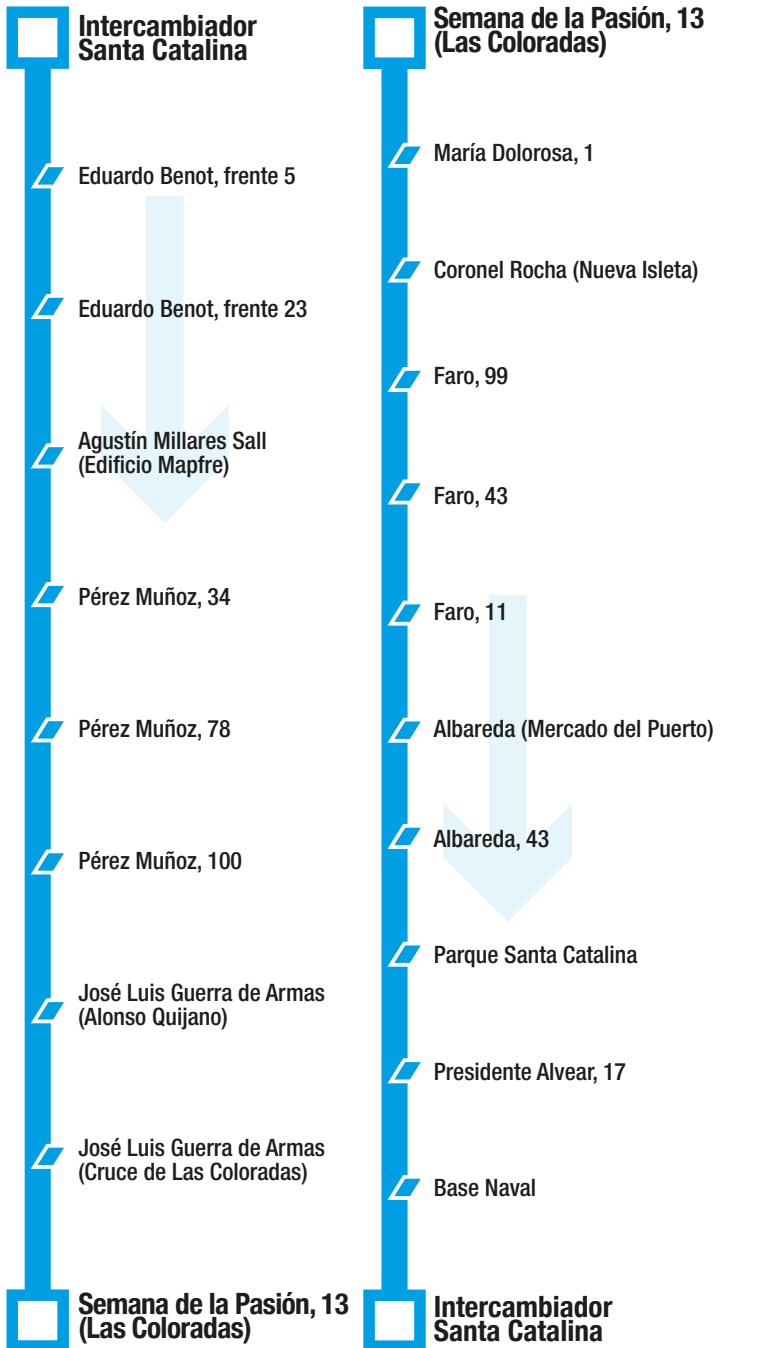 Intercambiador
Santa Catalina
Eduardo Benot, frente 5
Eduardo Benot, frente 23
Agustín Millares Sall
(Edificio Mapfre)
Pérez Muñoz, 34
Pérez Muñoz, 78
Pérez Muñoz, 100
José Luis Guerra de Armas
(Alonso Quijano)
José Luis Guerra de Armas
(Cruce de Las Coloradas)
Semana de la Pasión, 13
(Las Coloradas)
Semana de la Pasión, 13
(Las Coloradas)
María Dolorosa, 1
Coronel Rocha (Nueva Isleta)
Faro, 99
Faro, 43
Faro, 11
Albareda (Mercado del Puerto)
Albareda, 43
Parque Santa Catalina
Presidente Alvear, 17
Base Naval
Intercambiador
Santa Catalina